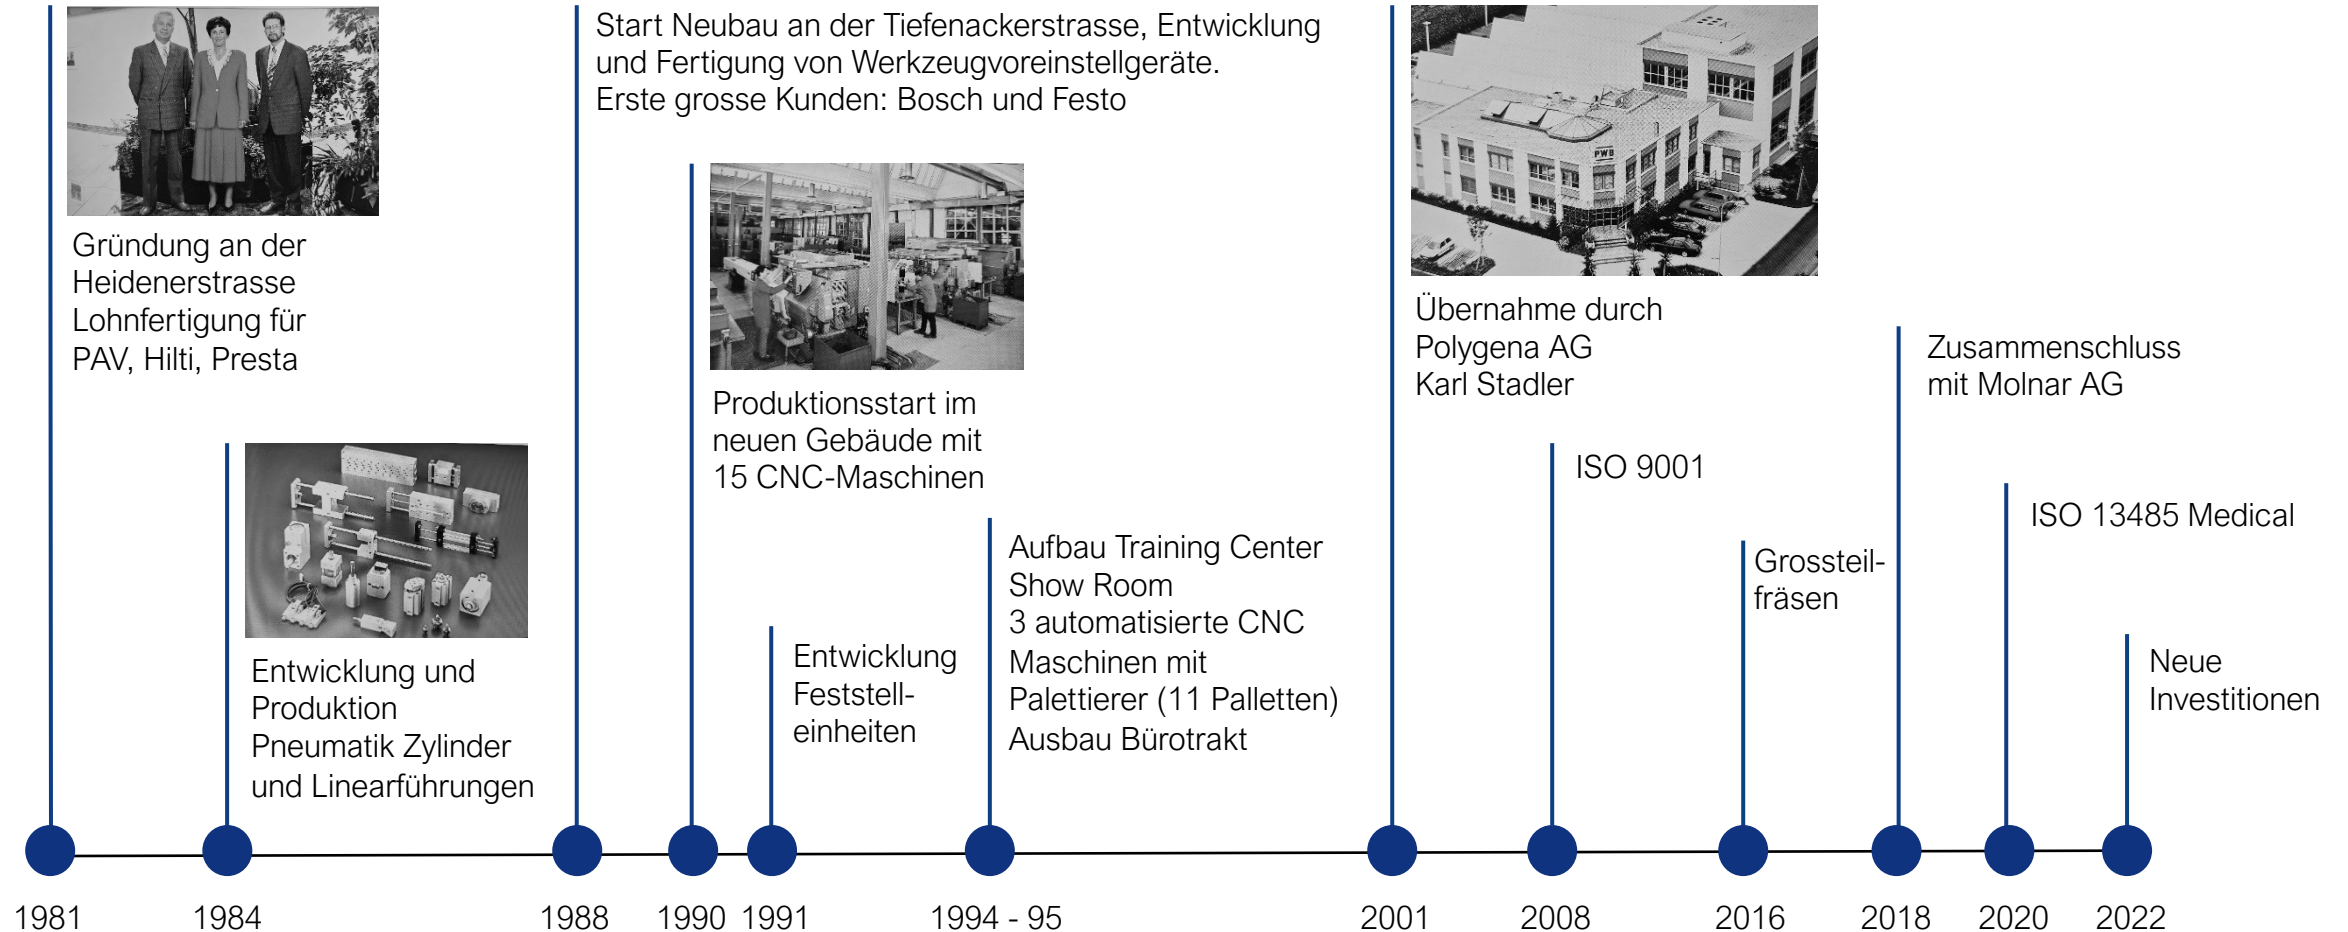 Gründung an der
Heidenerstrasse
Lohnfertigung für
PAV, Hilti, Presta
Entwicklung und
Produktion
Pneumatik Zylinder
und Linearführungen
Start Neubau an der Tiefenackerstrasse, Entwicklung
und Fertigung von Werkzeugvoreinstellgeräte.
Erste grosse Kunden: Bosch und Festo
Produktionsstart im
neuen Gebäude mit
15 CNC-Maschinen
Entwicklung
Feststell-
einheiten
Aufbau Training Center
Show Room
3 automatisierte CNC
Maschinen mit
Palettierer (11 Palletten)
Ausbau Bürotrakt
PWB
Übernahme durch
Polygena AG
Karl Stadler
ISO 9001
Grossteil-
fräsen
Zusammenschluss
mit Molnar AG
ISO 13485 Medical
Neue
Investitionen
1981
1984
1988
1990
1991
1994 - 95
2001
2008
2016
2018
2020
2022